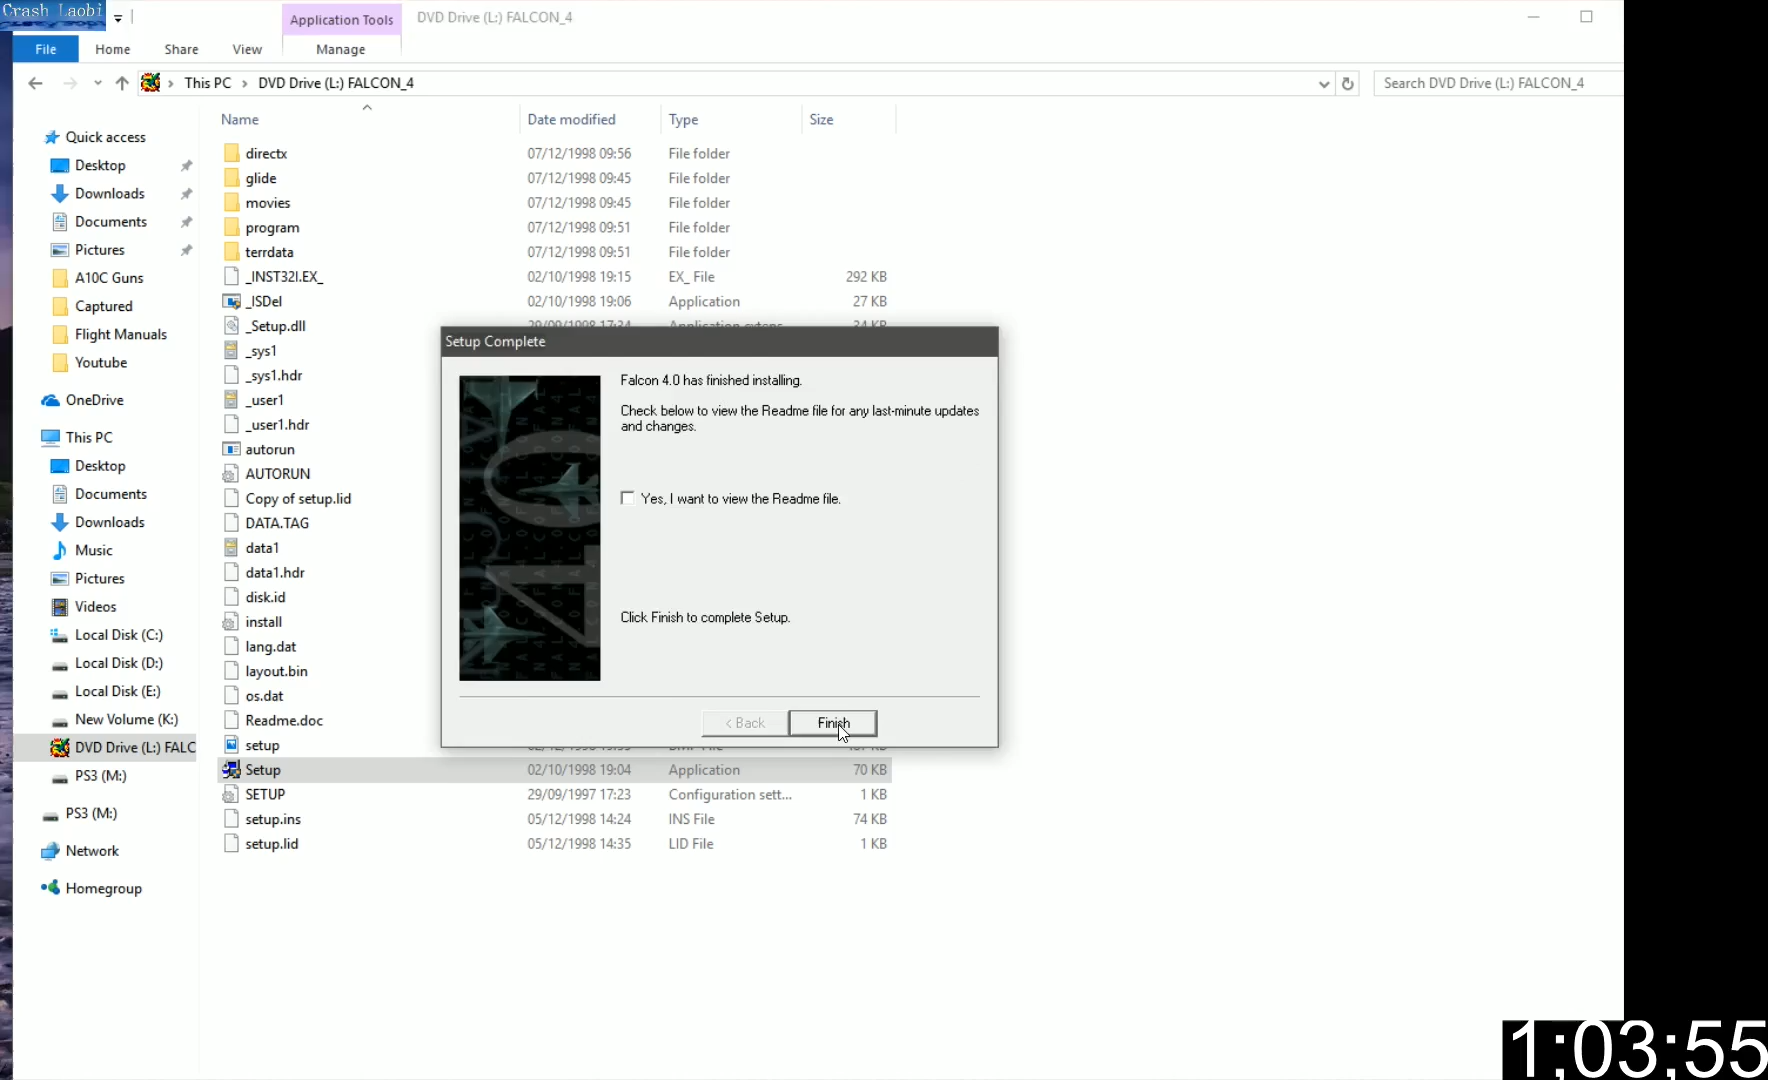 Crash Laobi
Application Tools
DVD Drive (L:) FALCON_4
File
Home
Share
View
Manage
This PC
DVD Drive (L:) FALCON_4
Search DVD Drive (L:) FALCON_4
Quick access
Desktop
Downloads
Documents
Pictures
A10C Guns
Captured
Flight Manuals
Youtube
OneDrive
This PC
Desktop
Documents
Downloads
Music
Pictures
Videos
Local Disk (C:)
Local Disk (D:)
Local Disk (E:)
New Volume (K:)
DVD Drive (L:) FALC
PS3 (M:)
PS3 (M:)
Network
Homegroup
Name Date modified Type Size
directx 07/12/1998 09:56 File folder
glide 07/12/1998 09:45 File folder
movies 07/12/1998 09:45 File folder
program 07/12/1998 09:51 File folder
terrdata 07/12/1998 09:51 File folder
_INST32I.EX_ 02/10/1998 19:15 EX_ File 292 KB
_ISDel 02/10/1998 19:06 Application 27 KB
_Setup.dll 29/09/1998 17:34 Application extens... 34 KB
_sys1
_sys1.hdr
_user1
_user1.hdr
autorun
AUTORUN
Copy of setup.lid
DATA.TAG
data1
data1.hdr
disk.id
install
lang.dat
layout.bin
os.dat
Readme.doc
setup
Setup 02/10/1998 19:04 Application 70 KB
SETUP 29/09/1997 17:23 Configuration sett... 1 KB
setup.ins 05/12/1998 14:24 INS File 74 KB
setup.lid 05/12/1998 14:35 LID File 1 KB
Setup Complete
4.0
Falcon 4.0 has finished installing.
Check below to view the Readme file for any last-minute updates
and changes.
Yes, I want to view the Readme file.
Click Finish to complete Setup.
< Back
Finish
1;03;55